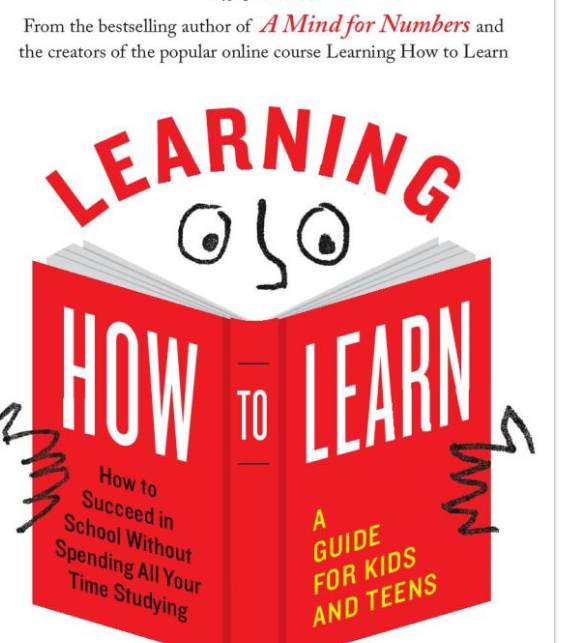 From the bestselling author of A Mind for Numbers and
the creators of the popular online course Learning How to Learn
LEARNING
HOW
TO
LEARN
How to
Succeed in
School Without
Spending All Your
Time Studying
A
GUIDE
FOR KIDS
AND TEENS